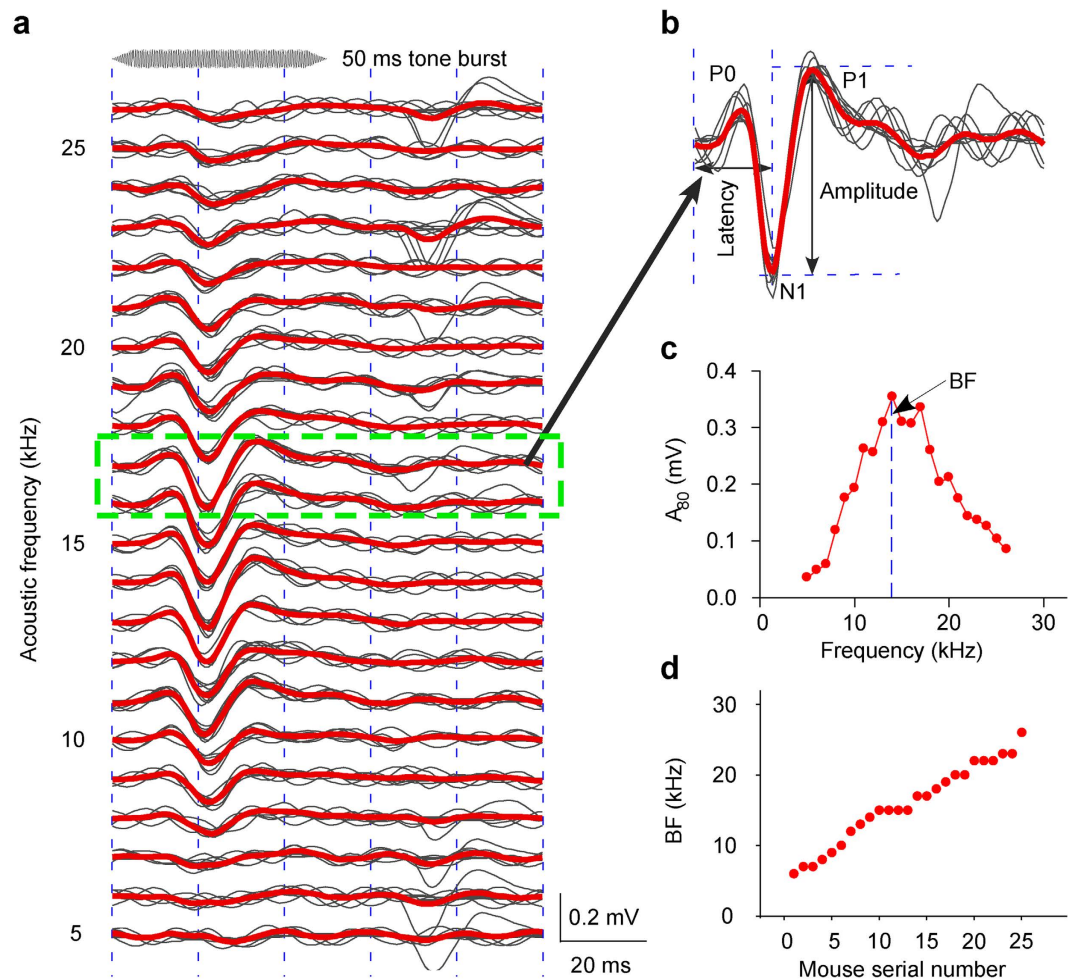 a
50 ms tone burst
Acoustic frequency (kHz)
25
20
15
10
5
0.2 mV
20 ms
b
P0
P1
Latency
Amplitude
N1
c
BF
A80 (mV)
0.4
0.3
0.2
0.1
0.0
0
10
20
30
Frequency (kHz)
d
BF (kHz)
30
20
10
0
0
5
10
15
20
25
Mouse serial number